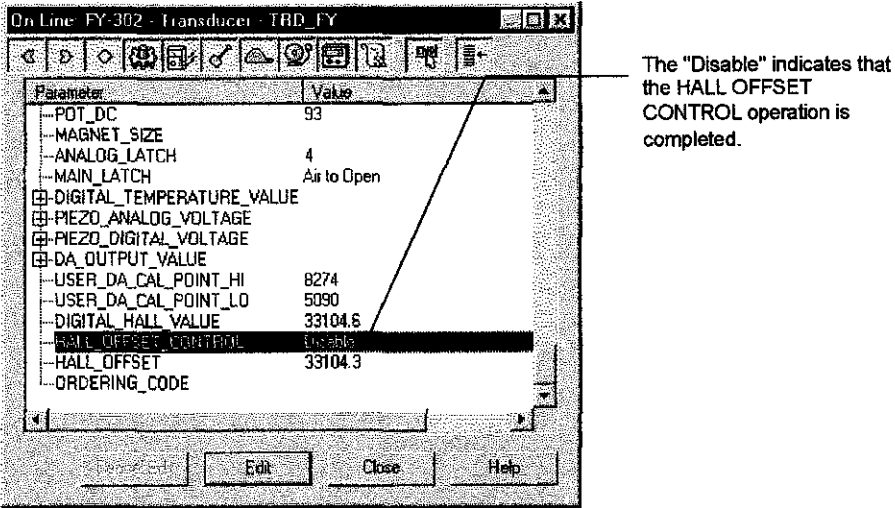 On Line: FY-302 - Transducer - TRD_FY
Parameter Value
POT_DC 93
MAGNET_SIZE
ANALOG_LATCH 4
MAIN_LATCH Air to Open
DIGITAL_TEMPERATURE_VALUE
PIEZO_ANALOG_VOLTAGE
PIEZO_DIGITAL_VOLTAGE
DA_OUTPUT_VALUE
USER_DA_CAL_POINT_HI 8274
USER_DA_CAL_POINT_LO 5090
DIGITAL_HALL_VALUE 33104.6
HALL_OFFSET_CONTROL Disable
HALL_OFFSET 33104.3
ORDERING_CODE
Edit Close Help
The "Disable" indicates that
the HALL OFFSET
CONTROL operation is
completed.